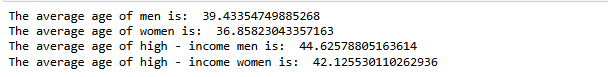 The average age of men is:  39.43354749885268
The average age of women is:  36.85823043357163
The average age of high - income men is:  44.62578805163614
The average age of high - income women is:  42.125530110262936